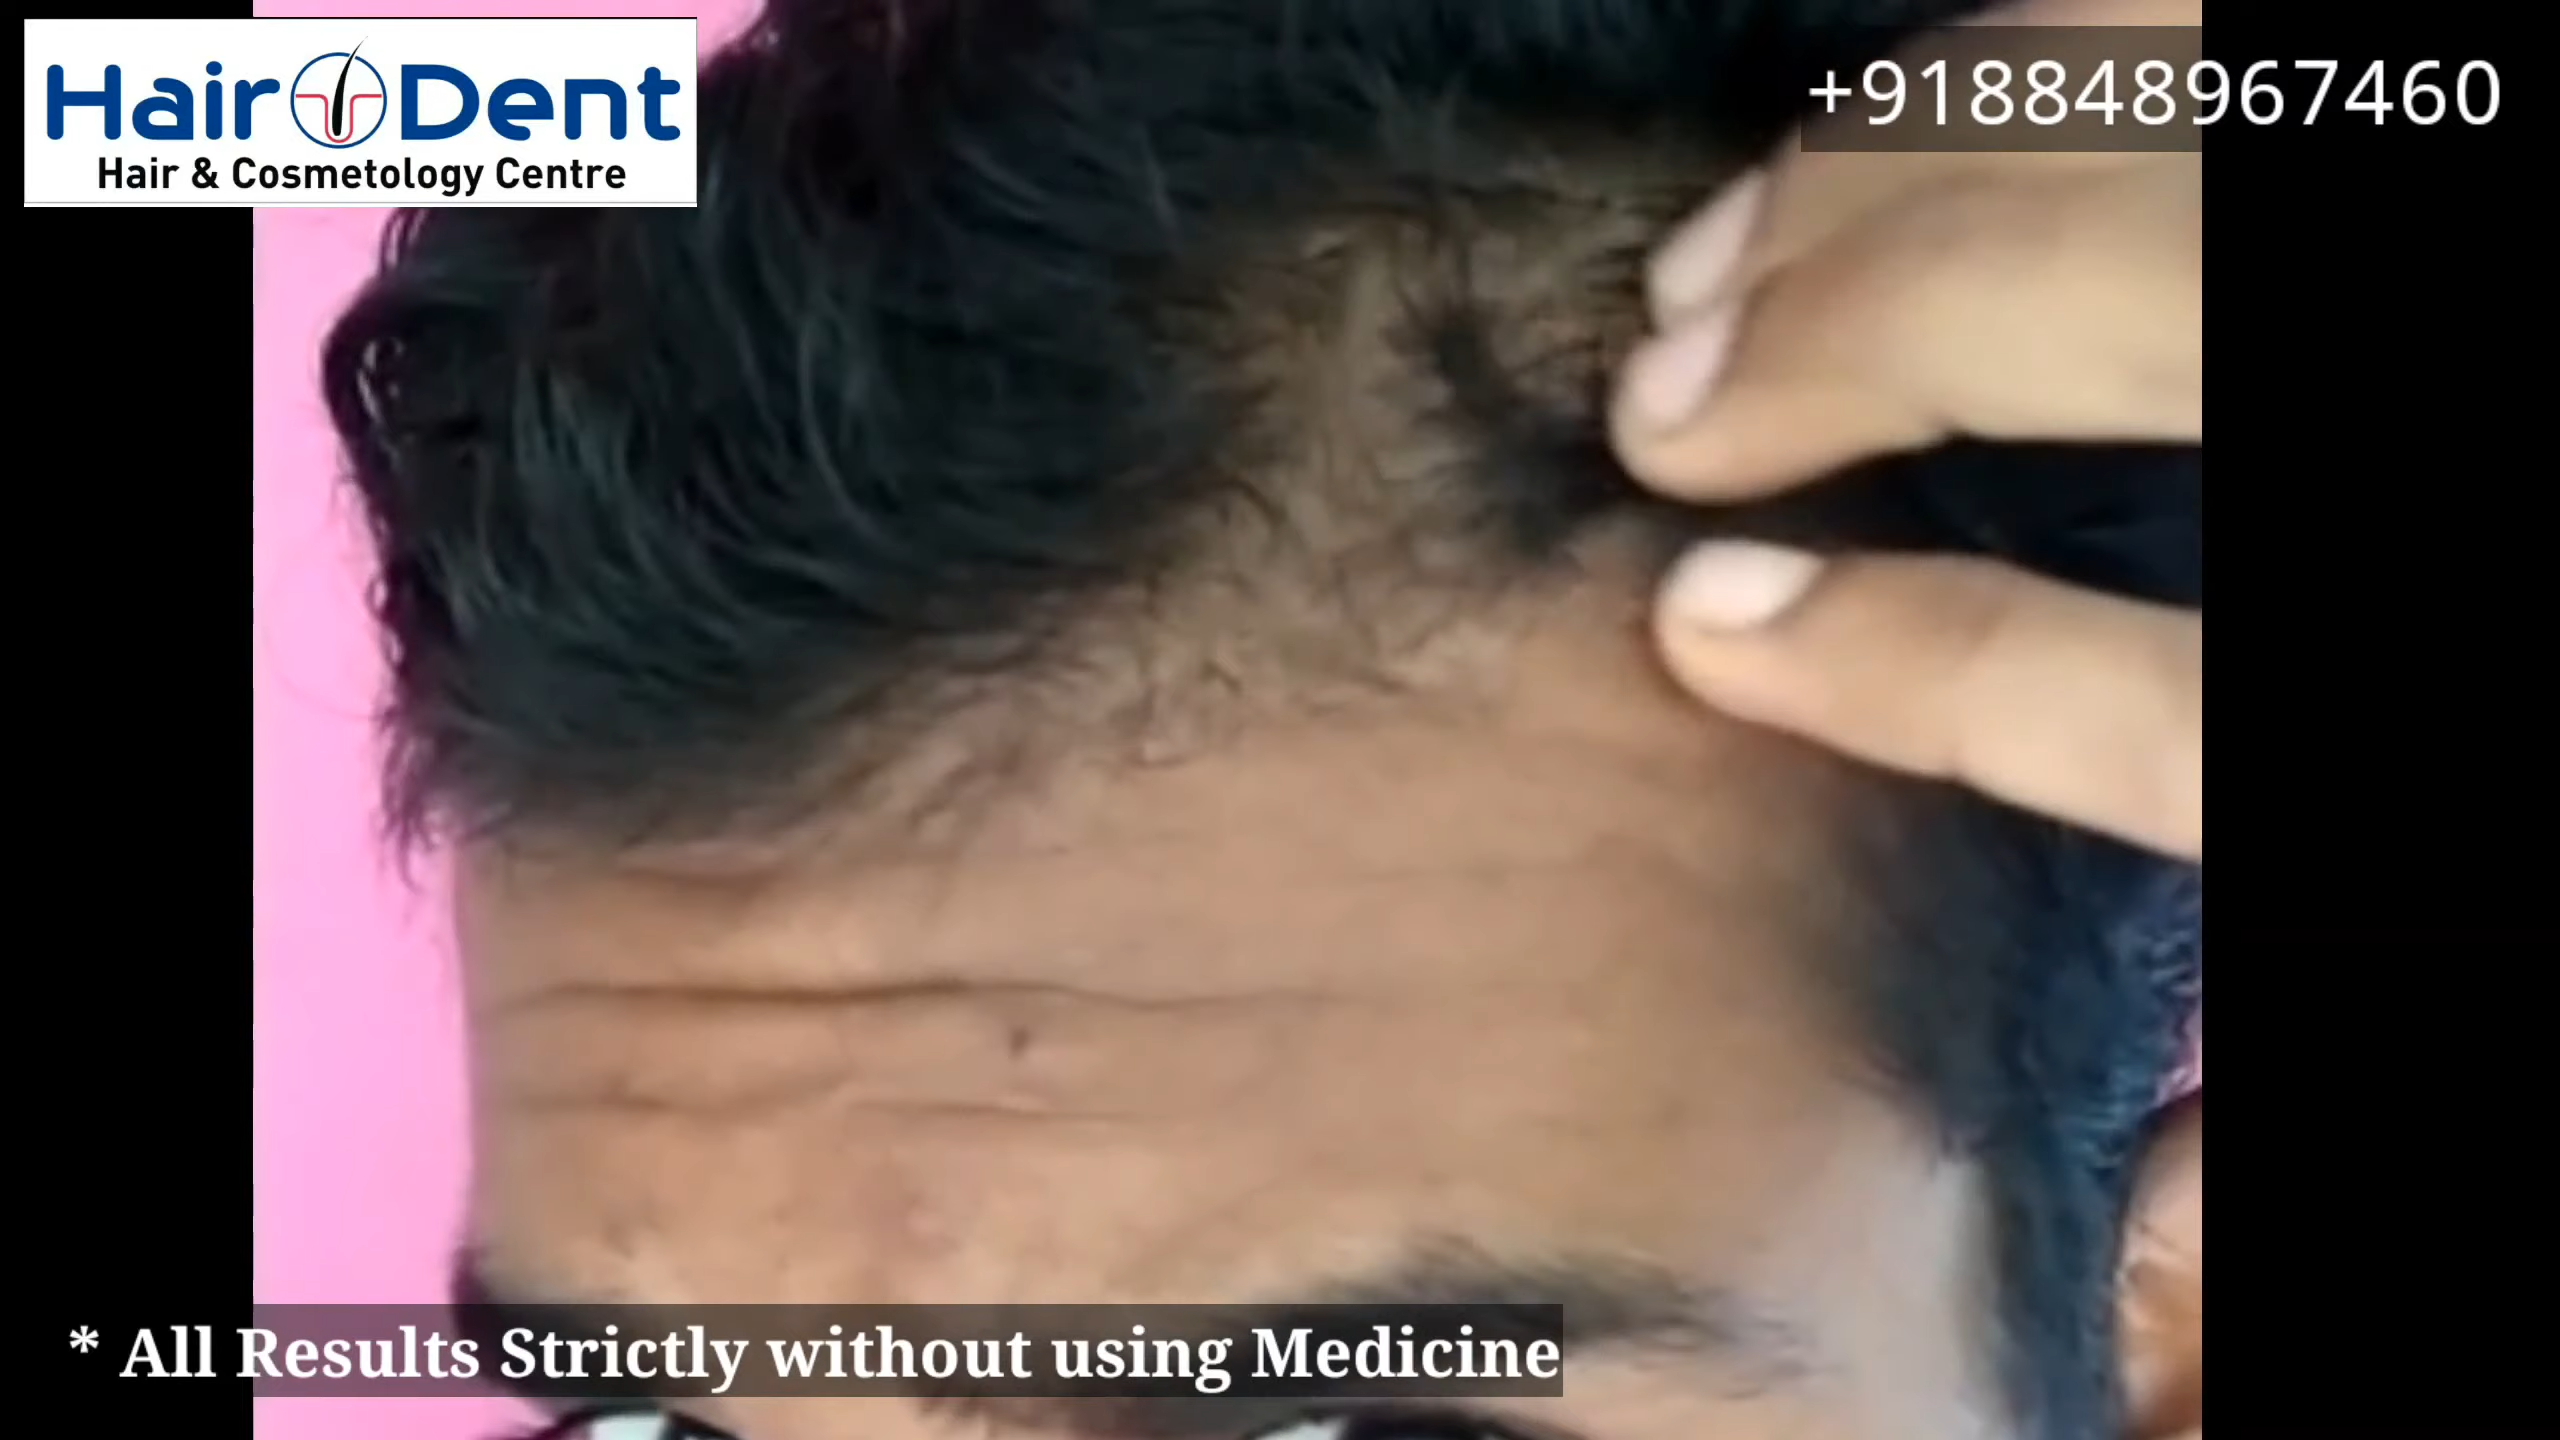 Hair Dent
Hair & Cosmetology Centre
+918848967460
* All Results Strictly without using Medicine